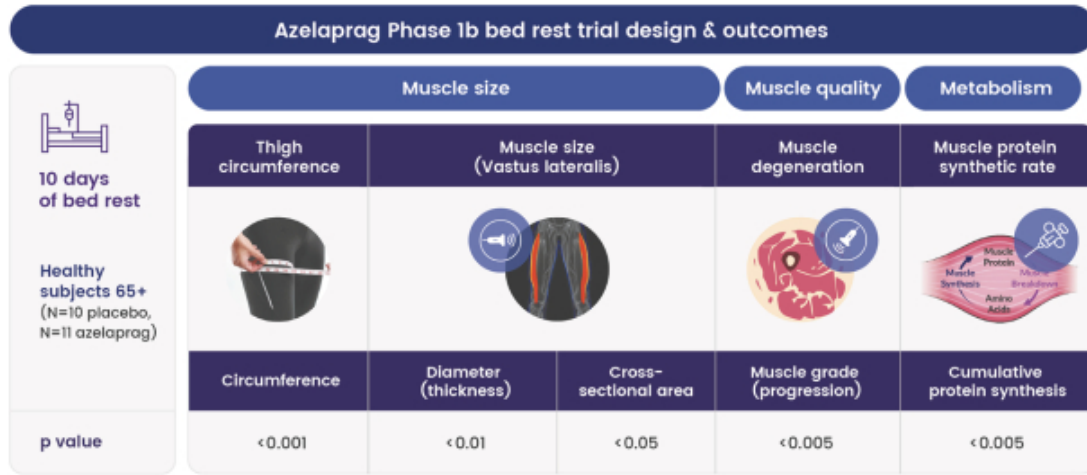 Azelaprag Phase 1b bed rest trial design & outcomes
Muscle size
Muscle quality
Metabolism
10 days
of bed rest
Healthy
subjects 65+
(N=10 placebo,
N=11 azelaprag)
Thigh
circumference
Muscle size
(Vastus lateralis)
Muscle
degeneration
Muscle protein
synthetic rate
Muscle
Protein
Muscle
Synthesis
Muscle
Breakdown
Amino
Acids
Circumference
Diameter
(thickness)
Cross-
sectional area
Muscle grade
(progression)
Cumulative
protein synthesis
p value
<0.001
<0.01
<0.05
<0.005
<0.005